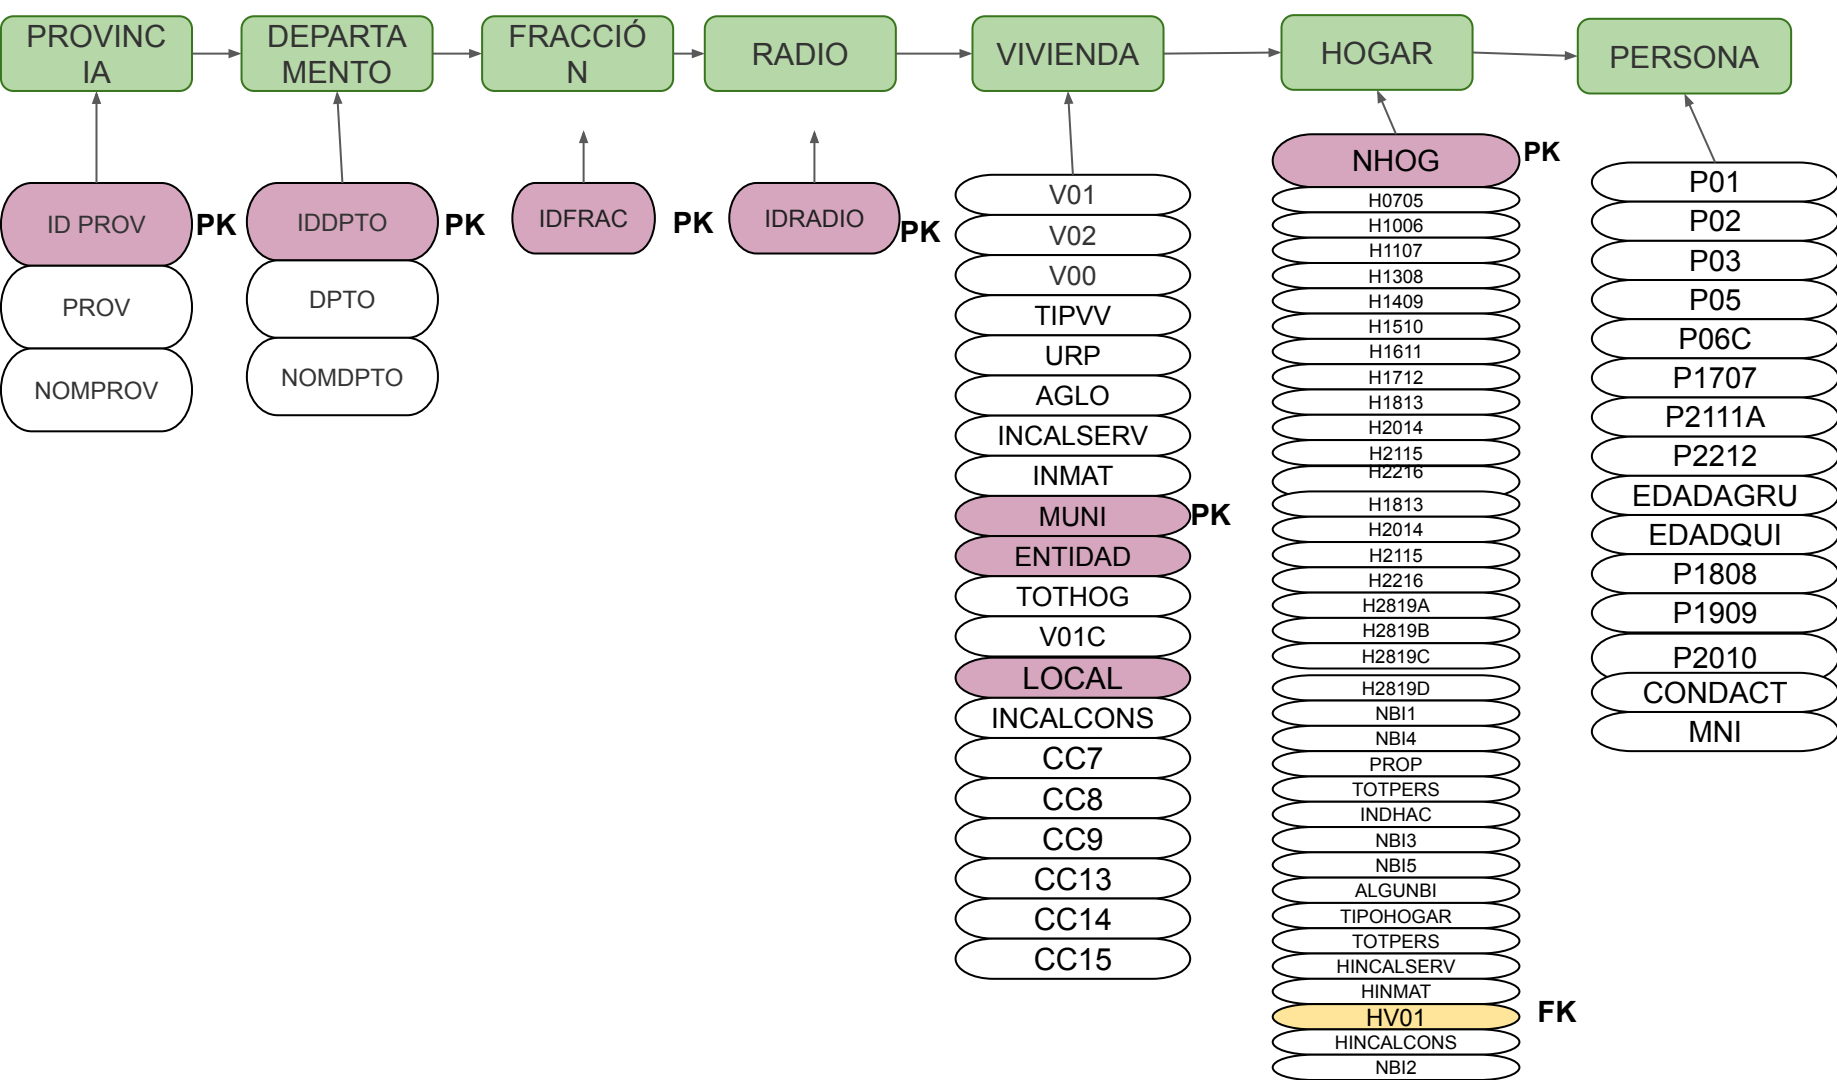 PROVINC
IA
DEPARTA
MENTO
FRACCIÓ
N
RADIO
VIVIENDA
HOGAR
PERSONA
ID PROV
PK
PROV
NOMPROV
IDDPTO
PK
DPTO
NOMDPTO
IDFRAC
PK
IDRADIO
PK
V01
V02
V00
TIPVV
URP
AGLO
INCALSERV
INMAT
MUNI
PK
ENTIDAD
TOTHOG
V01C
LOCAL
INCALCONS
CC7
CC8
CC9
CC13
CC14
CC15
NHOG
PK
H0705
H1006
H1107
H1308
H1409
H1510
H1611
H1712
H1813
H2014
H2115
H2216
H1813
H2014
H2115
H2216
H2819A
H2819B
H2819C
H2819D
NBI1
NBI4
PROP
TOTPERS
INDHAC
NBI3
NBI5
ALGUNBI
TIPOHOGAR
TOTPERS
HINCALSERV
HINMAT
HV01
FK
HINCALCONS
NBI2
P01
P02
P03
P05
P06C
P1707
P2111A
P2212
EDADAGRU
EDADQUI
P1808
P1909
P2010
CONDACT
MNI